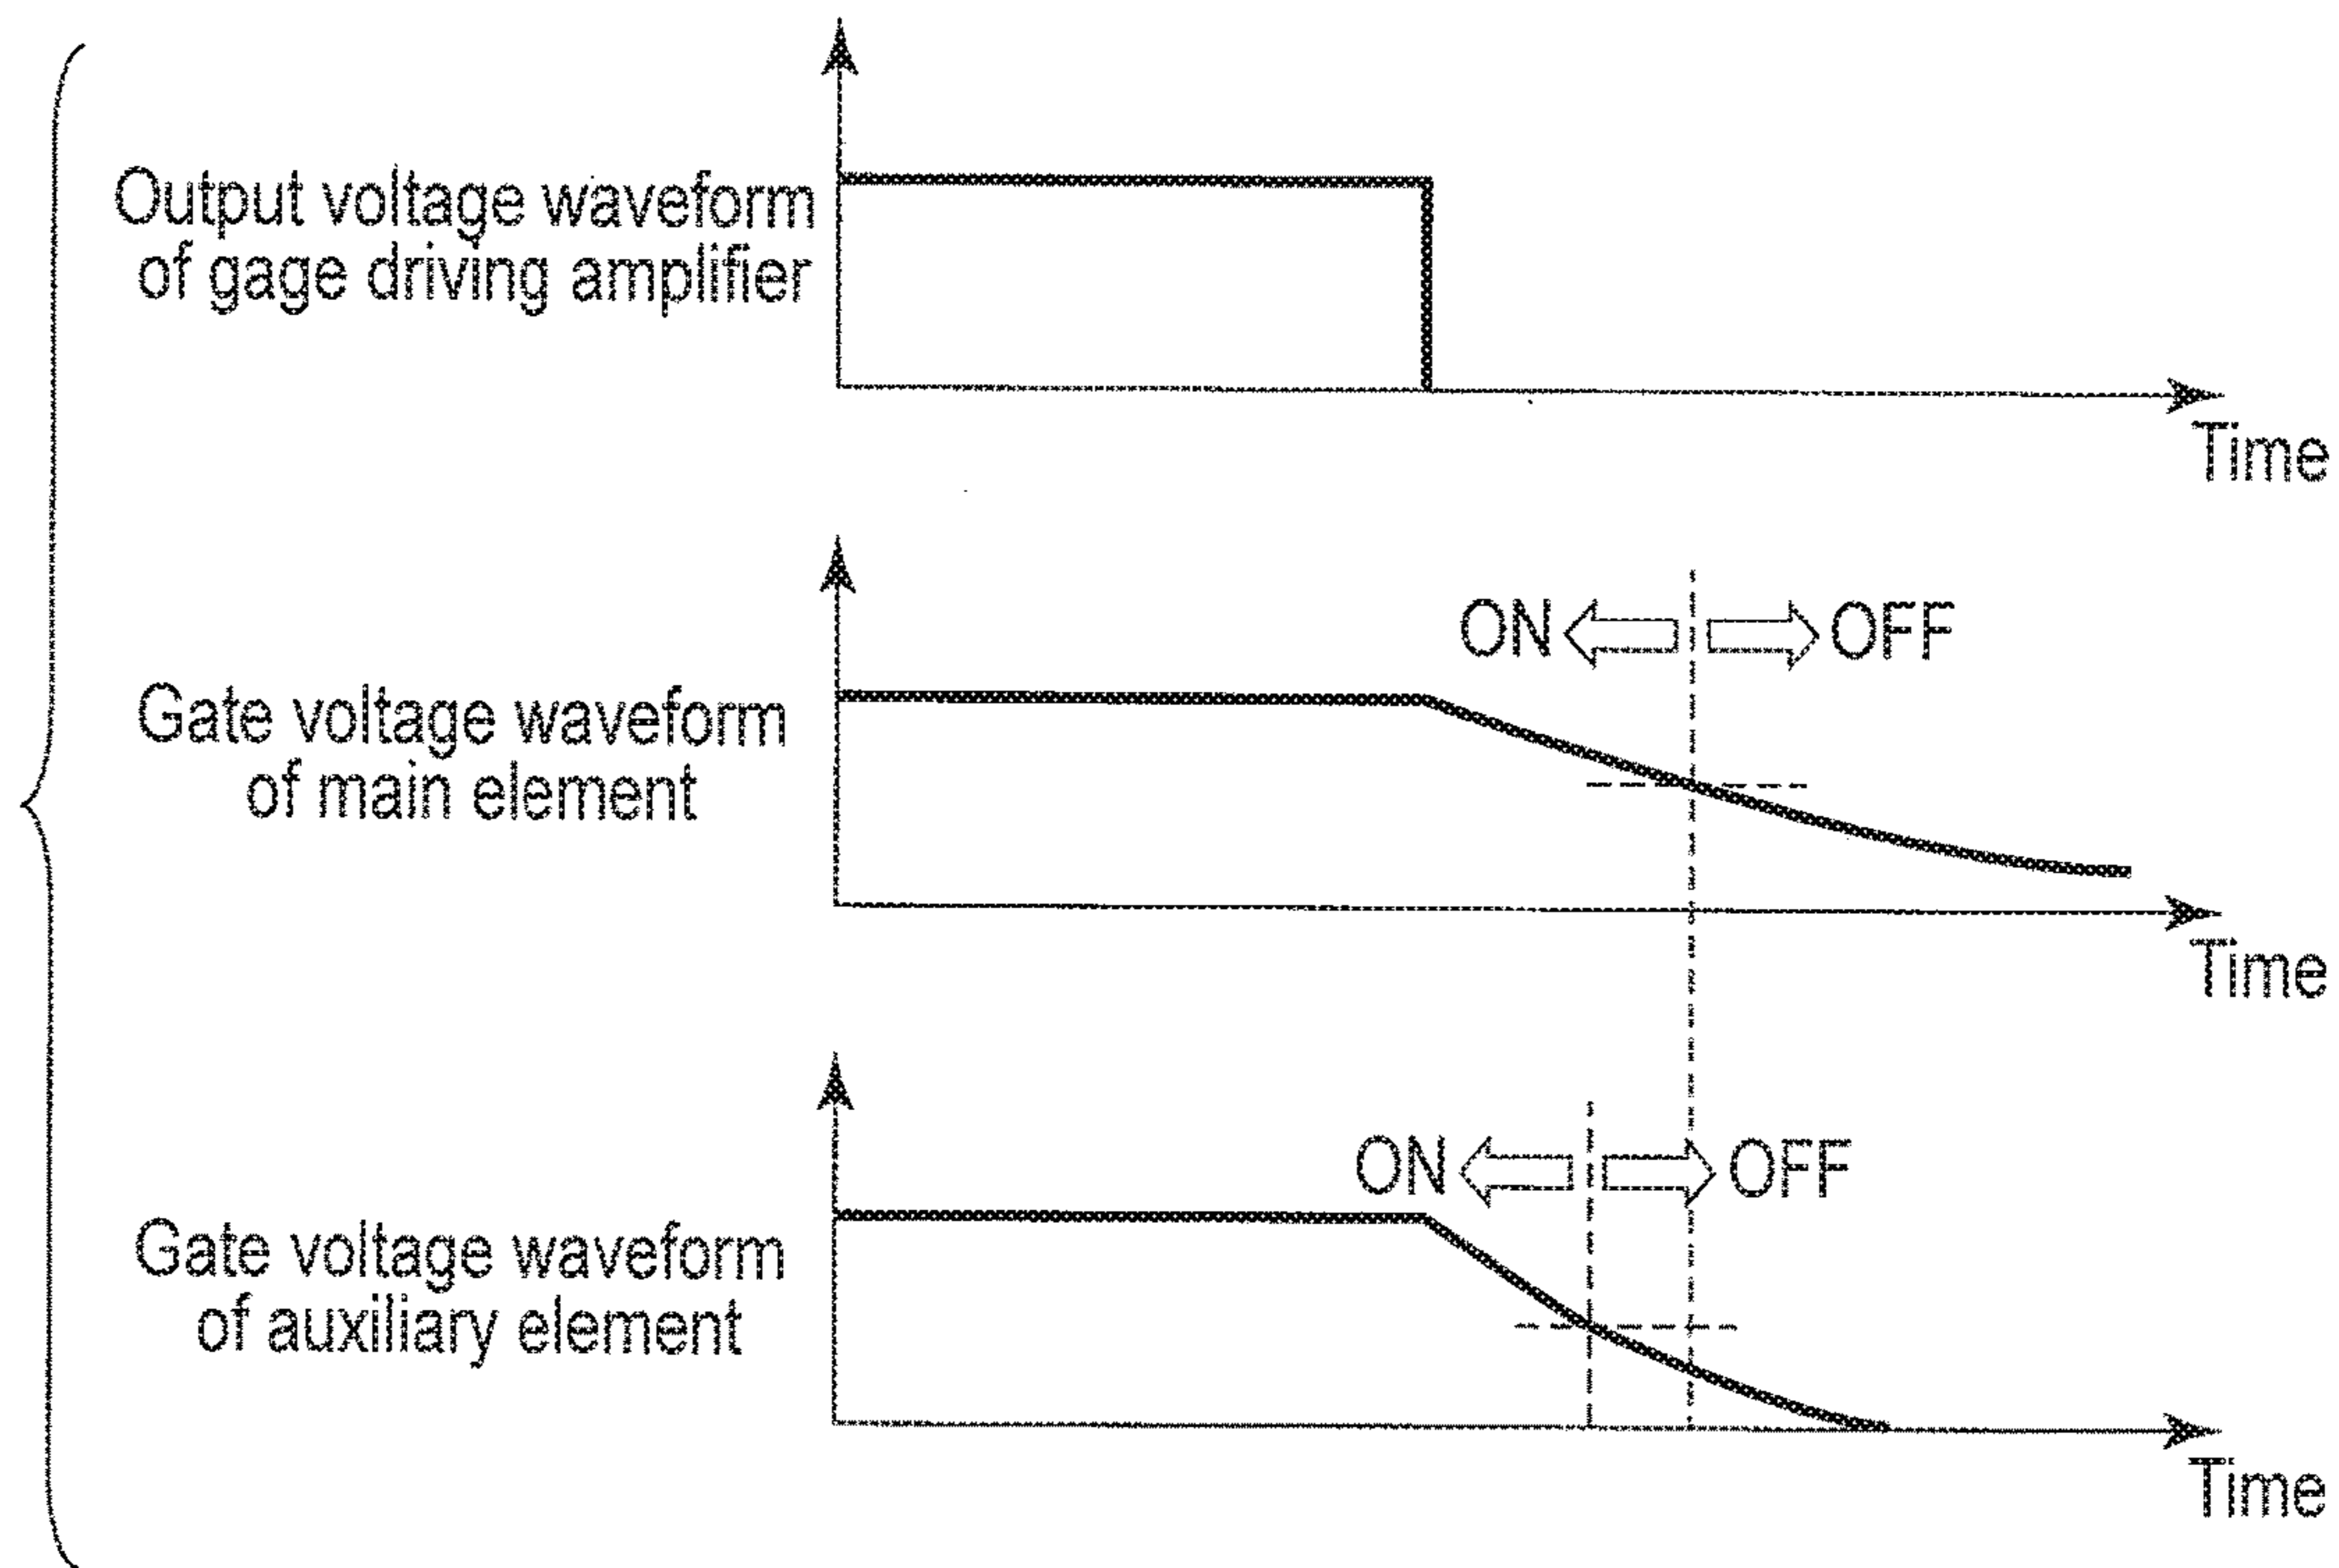 Output voltage waveform
of gage driving amplifier
Time
ON
OFF
Gate voltage waveform
of main element
Time
ON
OFF
Gate voltage waveform
of auxiliary element
Time